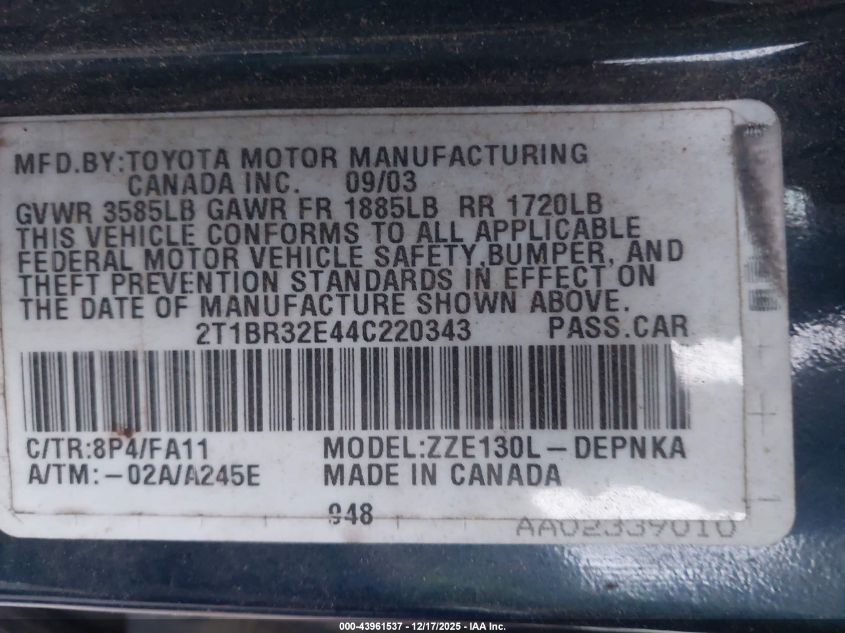 MFD.BY:TOYOTA MOTOR MANUFACTURING
CANADA INC. 09/03
GVWR 3585LB GAWR FR 1885LB RR 1720LB
THIS VEHICLE CONFORMS TO ALL APPLICABLE
FEDERAL MOTOR VEHICLE SAFETY,BUMPER, AND
THEFT PREVENTION STANDARDS IN EFFECT ON
THE DATE OF MANUFACTURE SHOWN ABOVE.
2T1BR32E44C220343 PASS.CAR
C/TR:8P4/FA11 MODEL:ZZE130L-DEPNKA
A/TM:-02A/A245E MADE IN CANADA
948
AA02339010
000-43961537 - 12/17/2025 - IAA Inc.